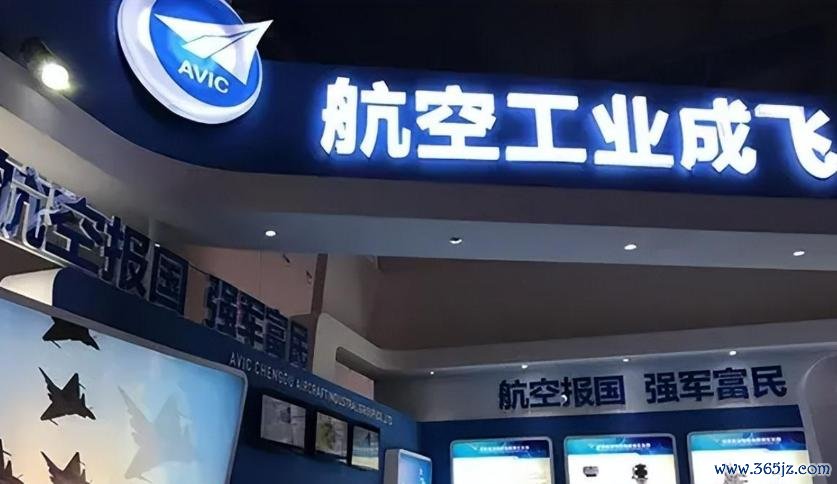 AVIC
航空工业成飞
航空报国 强军富民
AVIC CHENGDU AIRCRAFT INDUSTRIAL (GROUP) CO., LTD
航空报国 强军富民
www.365jz.com